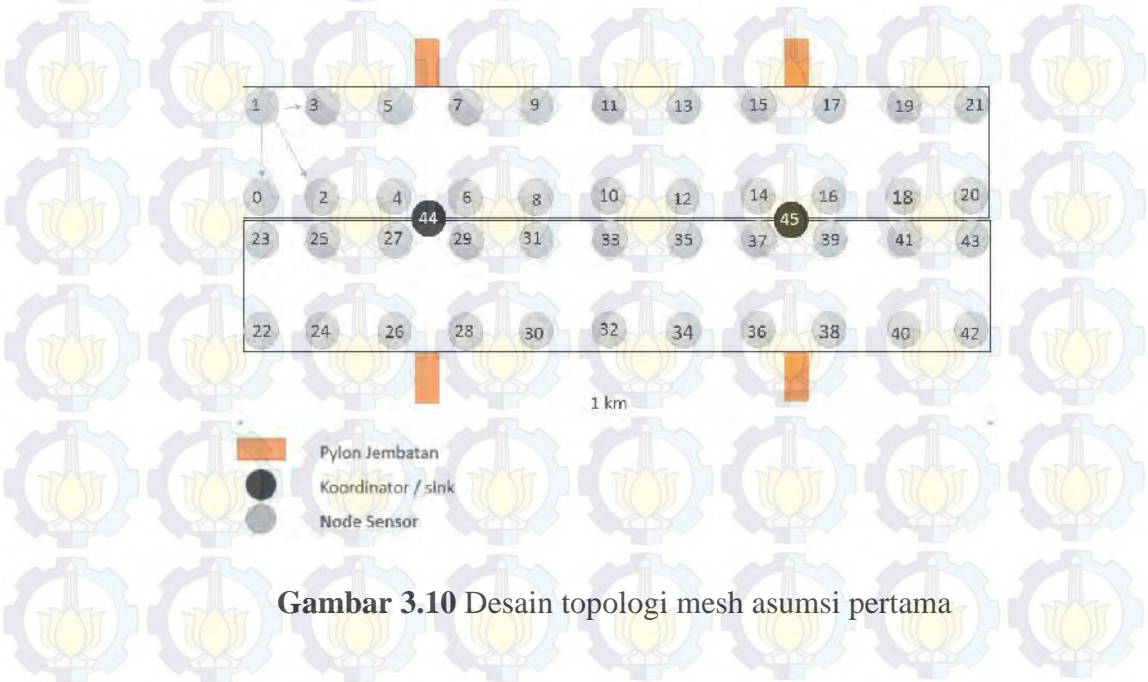 1 3 5 7 9 11 13 15 17 19 21
0 2 4 6 8 10 12 14 16 18 20
44 45
23 25 27 29 31 33 35 37 39 41 43
22 24 26 28 30 32 34 36 38 40 42
1 km
Pylon Jembatan
Koordinator / sink
Node Sensor
Gambar 3.10 Desain topologi mesh asumsi pertama